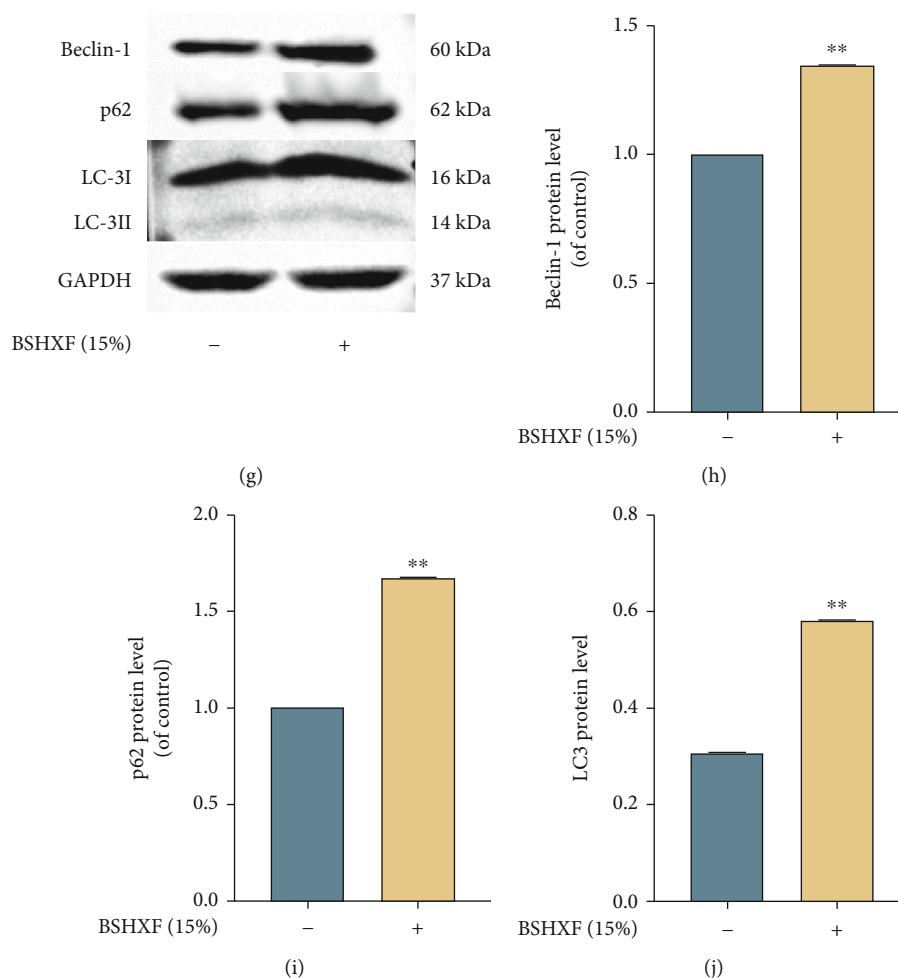 Beclin-1 60 kDa
p62 62 kDa
LC-3I 16 kDa
LC-3II 14 kDa
GAPDH 37 kDa
BSHXF (15%) − +
(g)
Beclin-1 protein level
(of control)
1.5
1.0
0.5
0.0
**
BSHXF (15%) − +
(h)
p62 protein level
(of control)
2.0
1.5
1.0
0.5
0.0
**
BSHXF (15%) − +
(i)
LC3 protein level
0.8
0.6
0.4
0.2
0.0
**
BSHXF (15%) − +
(j)